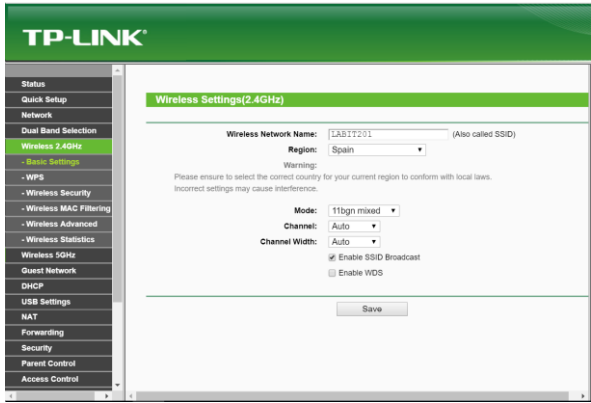 TP-LINK®
Status
Quick Setup
Network
Dual Band Selection
Wireless 2.4GHz
- Basic Settings
- WPS
- Wireless Security
- Wireless MAC Filtering
- Wireless Advanced
- Wireless Statistics
Wireless 5GHz
Guest Network
DHCP
USB Settings
NAT
Forwarding
Security
Parent Control
Access Control
Wireless Settings(2.4GHz)
Wireless Network Name: LABIT201 (Also called SSID)
Region: Spain
Warning:
Please ensure to select the correct country for your current region to conform with local laws.
Incorrect settings may cause interference.
Mode: 11bgn mixed
Channel: Auto
Channel Width: Auto
Enable SSID Broadcast
Enable WDS
Save